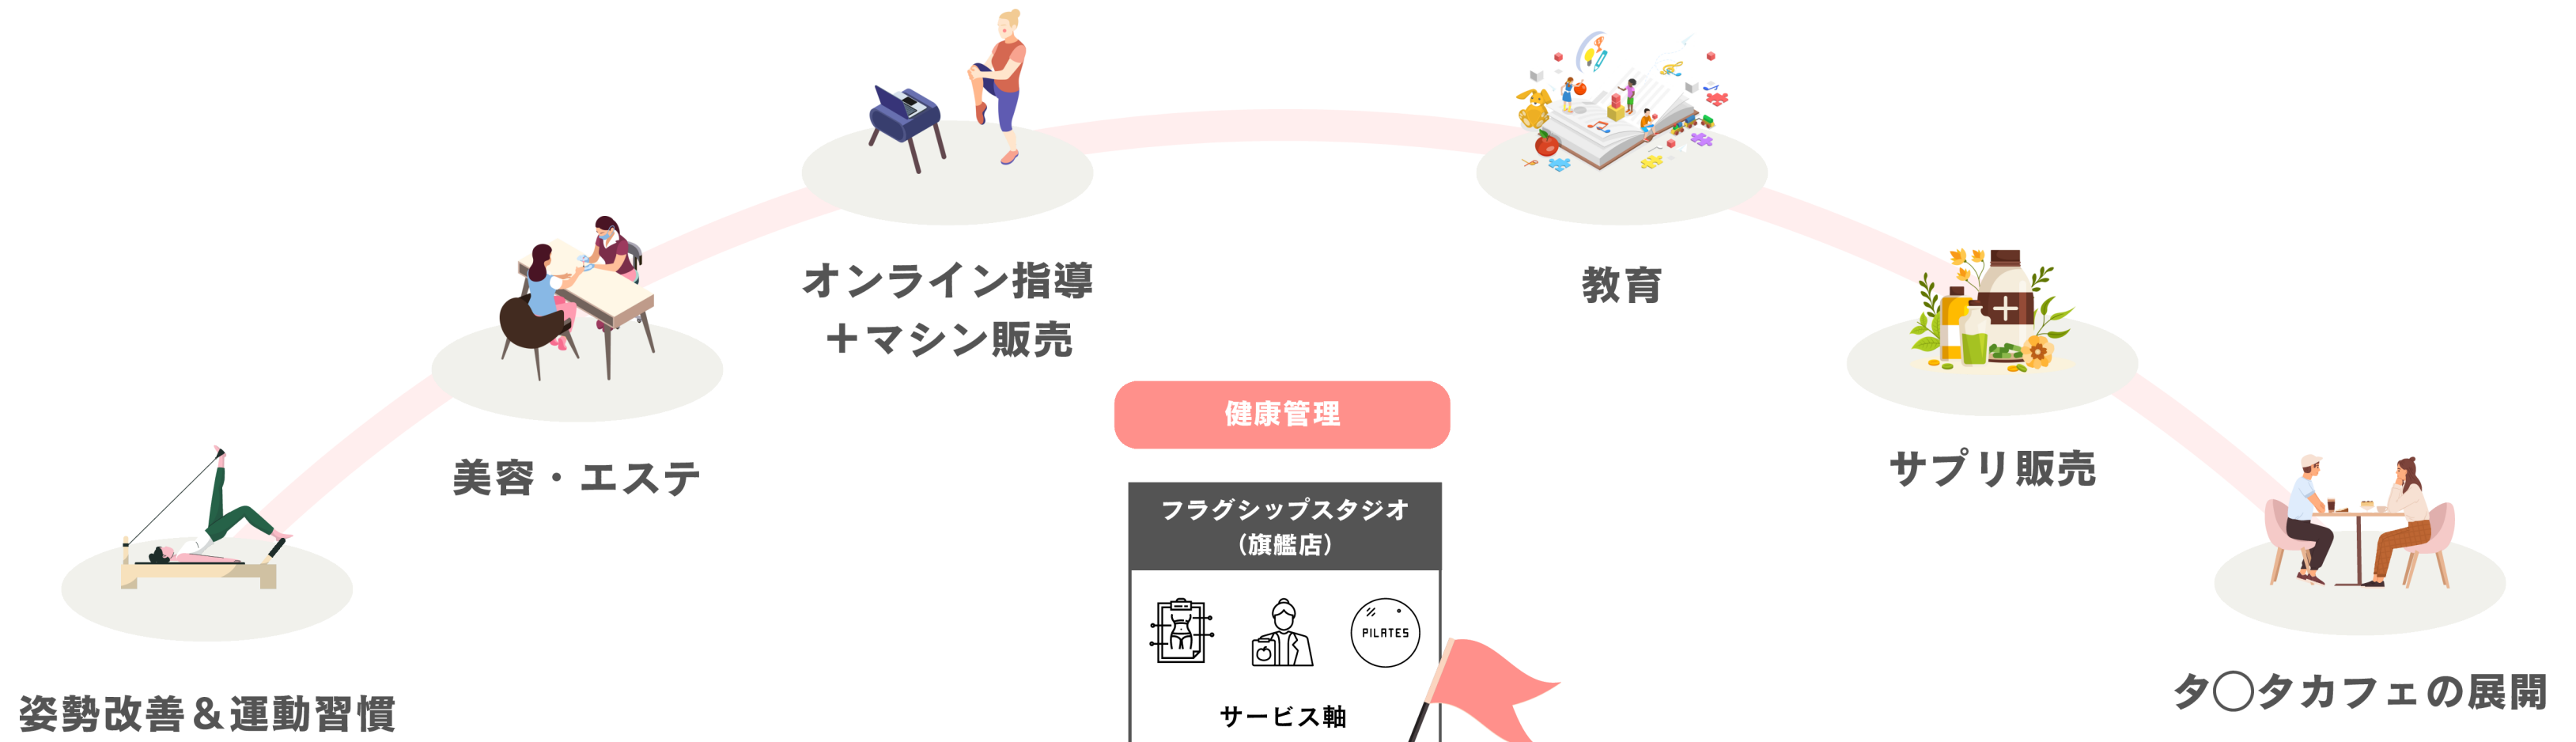 オンライン指導
＋マシン販売
教育
健康管理
美容・エステ
サプリ販売
フラグシップスタジオ
（旗艦店）
PILATES
サービス軸
姿勢改善＆運動習慣
タ◯タカフェの展開